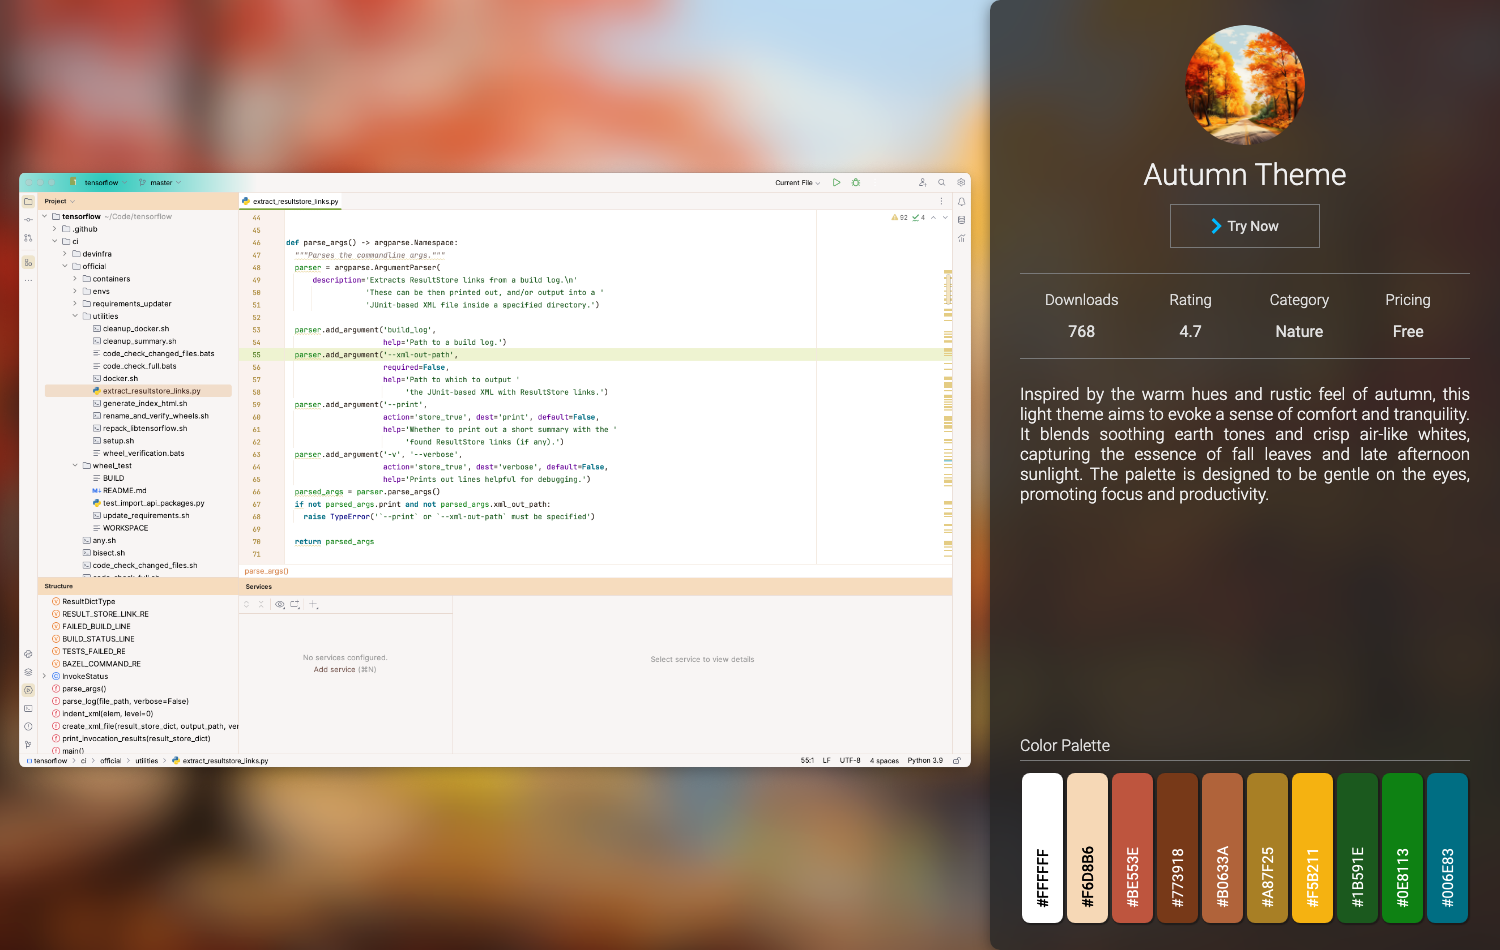 tensorflow
master
Current File
Project
extract_resultstore_links.py
tensorflow ~/Code/tensorflow
.github
ci
devinfra
official
containers
envs
requirements_updater
utilities
cleanup_docker.sh
cleanup_summary.sh
code_check_changed_files.bats
code_check_full.bats
docker.sh
extract_resultstore_links.py
generate_index_html.sh
rename_and_verify_wheels.sh
repack_libtensorflow.sh
setup.sh
wheel_verification.bats
wheel_test
BUILD
README.md
test_import_api_packages.py
update_requirements.sh
WORKSPACE
any.sh
bisect.sh
code_check_changed_files.sh
code_check_full.sh
92 4
44
45
46 def parse_args() -> argparse.Namespace:
47 """Parses the commandline args."""
48 parser = argparse.ArgumentParser(
49 description='Extracts ResultStore links from a build log.\n'
50 'These can be then printed out, and/or output into a '
51 'JUnit-based XML file inside a specified directory.')
52
53 parser.add_argument('build_log',
54 help='Path to a build log.')
55 parser.add_argument('--xml-out-path',
56 required=False,
57 help='Path to which to output '
58 'the JUnit-based XML with ResultStore links.')
59 parser.add_argument('--print',
60 action='store_true', dest='print', default=False,
61 help='Whether to print out a short summary with the '
62 'found ResultStore links (if any).')
63 parser.add_argument('-v', '--verbose',
64 action='store_true', dest='verbose', default=False,
65 help='Prints out lines helpful for debugging.')
66 parsed_args = parser.parse_args()
67 if not parsed_args.print and not parsed_args.xml_out_path:
68 raise TypeError('`--print` or `--xml-out-path` must be specified')
69
70 return parsed_args
71
parse_args()
Structure
ResultDictType
RESULT_STORE_LINK_RE
FAILED_BUILD_LINE
BUILD_STATUS_LINE
TESTS_FAILED_RE
BAZEL_COMMAND_RE
InvokeStatus
parse_args()
parse_log(file_path, verbose=False)
indent_xml(elem, level=0)
create_xml_file(result_store_dict, output_path, ver
print_invocation_results(result_store_dict)
main()
Services
No services configured.
Add service (⌘N)
Select service to view details
tensorflow > ci > official > utilities > extract_resultstore_links.py
55:1 LF UTF-8 4 spaces Python 3.9
Autumn Theme
Try Now
Downloads Rating Category Pricing
768 4.7 Nature Free
Inspired by the warm hues and rustic feel of autumn, this
light theme aims to evoke a sense of comfort and tranquility.
It blends soothing earth tones and crisp air-like whites,
capturing the essence of fall leaves and late afternoon
sunlight. The palette is designed to be gentle on the eyes,
promoting focus and productivity.
Color Palette
#FFFFFF
#F6D8B6
#BE553E
#773918
#B0633A
#A87F25
#F5B211
#1B591E
#0E8113
#006E83